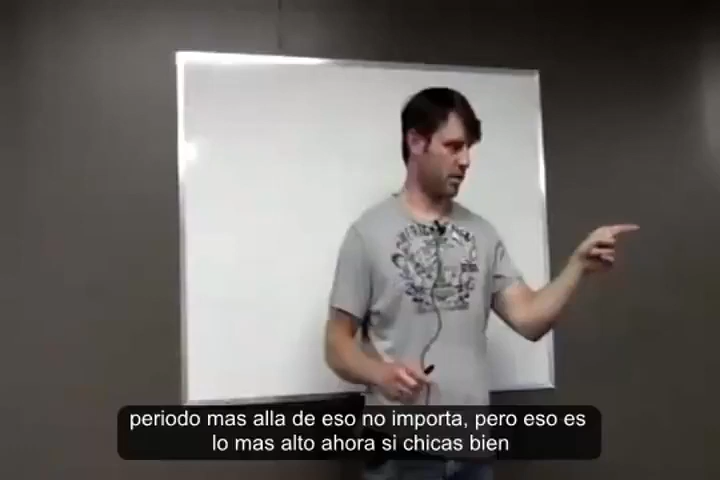 periodo mas alla de eso no importa, pero eso es
lo mas alto ahora si chicas bien